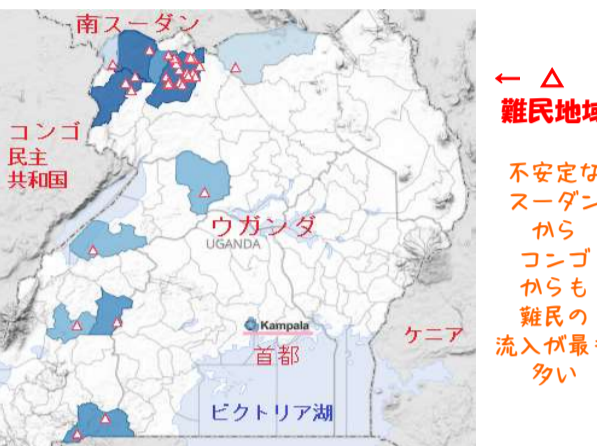 南スーダン
コンゴ
民主
共和国
ウガンダ
UGANDA
Kampala
首都
ケニア
ビクトリア湖
← △
難民地域
不安定な
スーダン
から
コンゴ
からも
難民の
流入が最も
多い